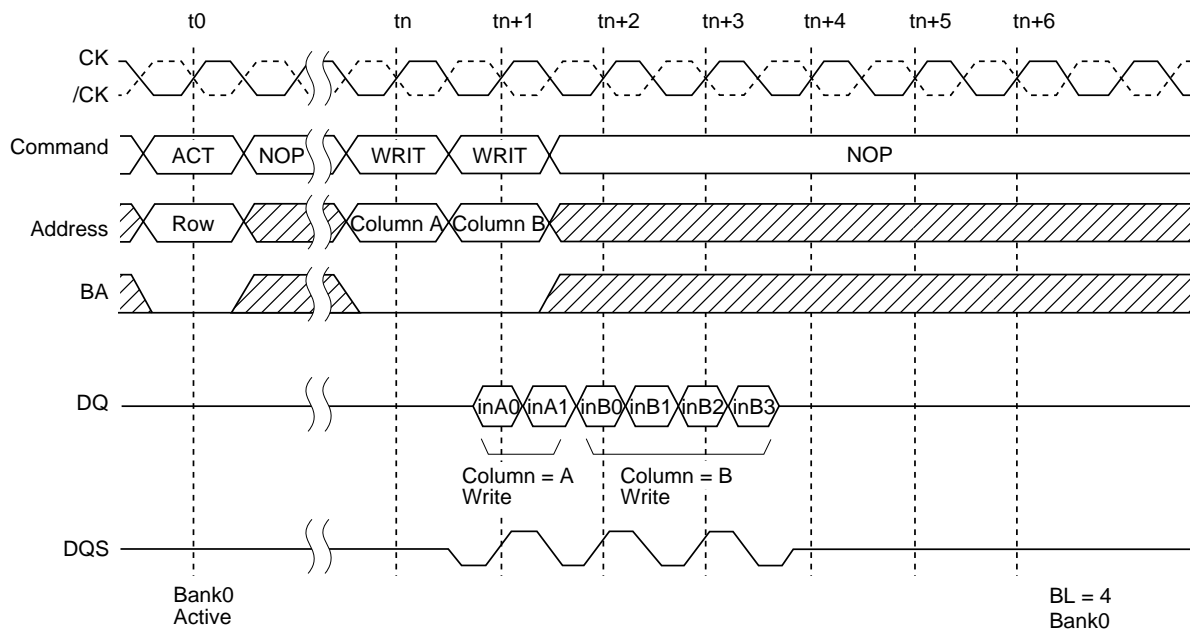 t0 tn tn+1 tn+2 tn+3 tn+4 tn+5 tn+6
CK
/CK
Command ACT NOP WRIT WRIT NOP
Address Row Column A Column B
BA
DQ inA0 inA1 inB0 inB1 inB2 inB3
Column = A Column = B
Write Write
DQS
Bank0 BL = 4
Active Bank0